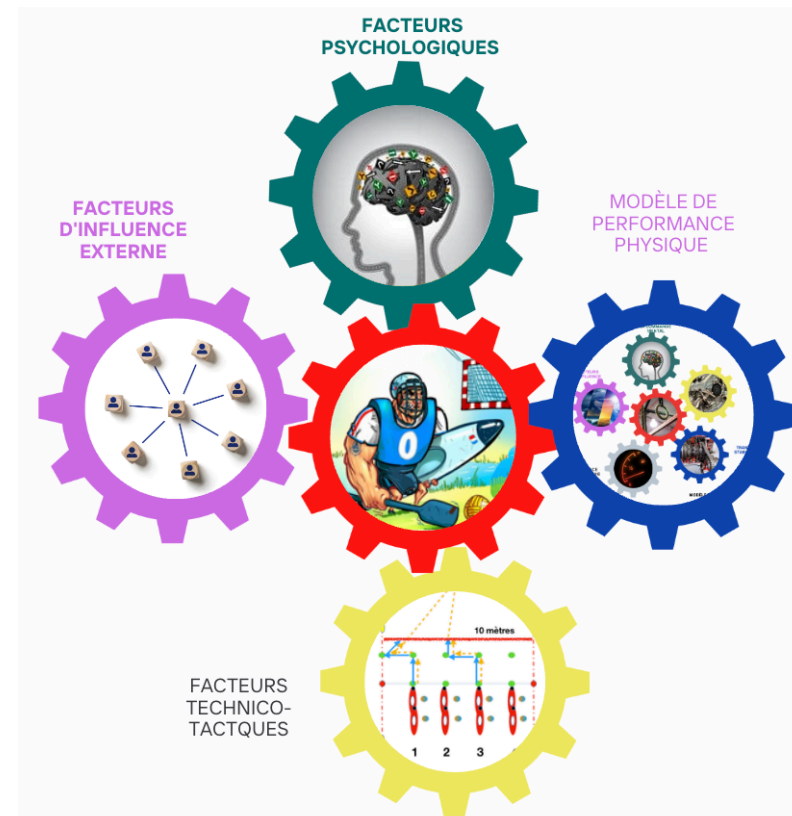 FACTEURS
PSYCHOLOGIQUES
FACTEURS
D'INFLUENCE
EXTERNE
MODÈLE DE
PERFORMANCE
PHYSIQUE
0
10 mètres
1 2 3
FACTEURS
TECHNICO-
TACTQUES